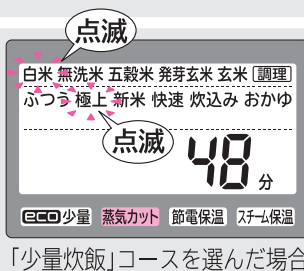 点滅
白米 無洗米 五穀米 発芽玄米 玄米 調理
ふつう 極上 新米 快速 炊込み おかゆ
点滅
48分
eco少量 蒸気カット 節電保温 スチーム保温
「少量炊飯」コースを選んだ場合